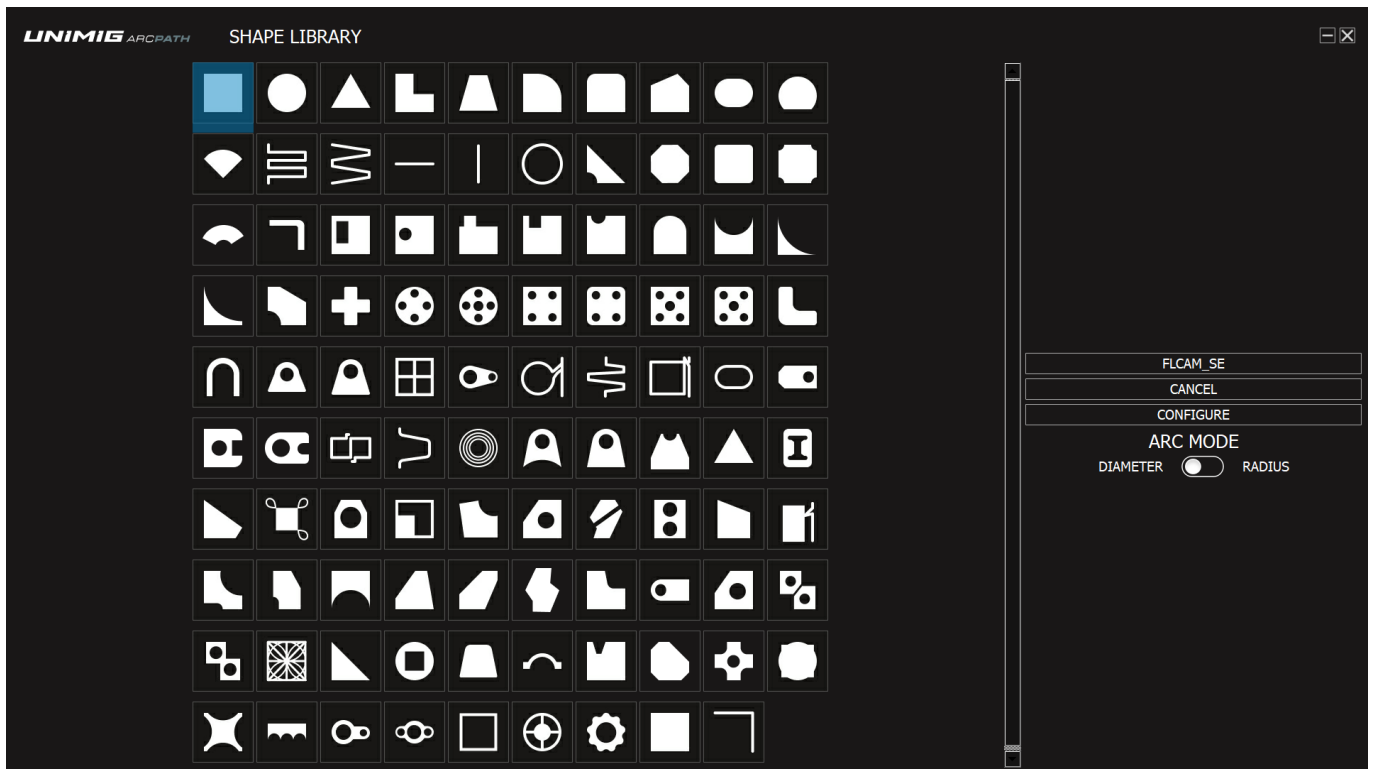 UNIMIG ARCPATH SHAPE LIBRARY
FLCAM_SE
CANCEL
CONFIGURE
ARC MODE
DIAMETER RADIUS